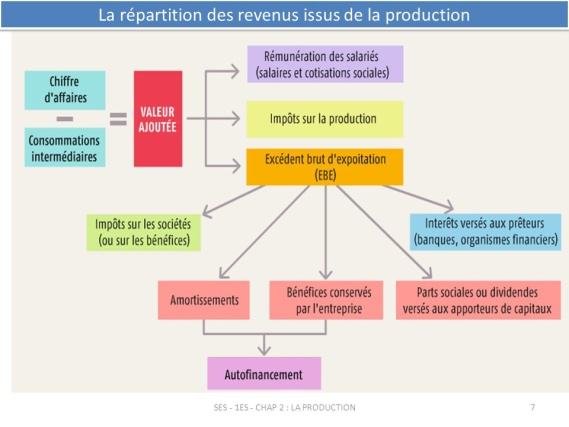 La répartition des revenus issus de la production
Chiffre
d'affaires
Consommations
intermédiaires
VALEUR
AJOUTÉE
Rémunération des salariés
(salaires et cotisations sociales)
Impôts sur la production
Excédent brut d'expoitation
(EBE)
Impôts sur les sociétés
(ou sur les bénéfices)
Interêts versés aux prêteurs
(banques, organismes financiers)
Amortissements
Bénéfices conservés
par l'entreprise
Parts sociales ou dividendes
versés aux apporteurs de capitaux
Autofinancement
SES - 1ES - CHAP 2 : LA PRODUCTION
7